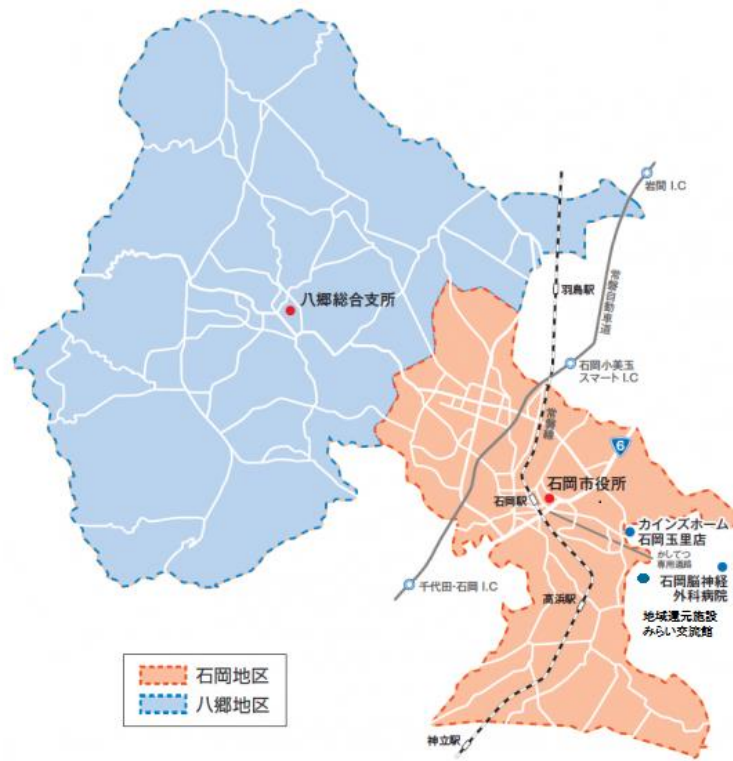 岩間 I.C
常磐自動車道
羽鳥駅
八郷総合支所
石岡小美玉
スマート I.C
常磐線
6
石岡市役所
石岡駅
カインズホーム
石岡玉里店
かしてつ
専用道路
石岡脳神経
外科病院
千代田・石岡 I.C
高浜駅
地域還元施設
みらい交流館
石岡地区
八郷地区
神立駅